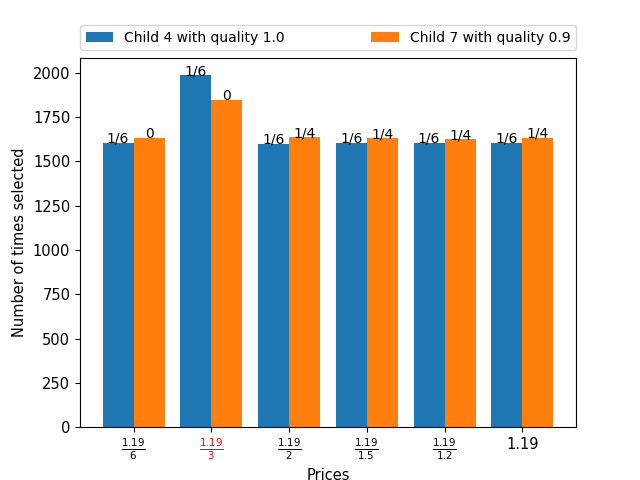 Child 4 with quality 1.0 Child 7 with quality 0.9
2000
1750
1500
1250
1000
750
500
250
0
Number of times selected
1/6 0 1/6 0 1/6 1/4 1/6 1/4 1/6 1/4 1/6 1/4
1.19/6 1.19/3 1.19/2 1.19/1.5 1.19/1.2 1.19
Prices